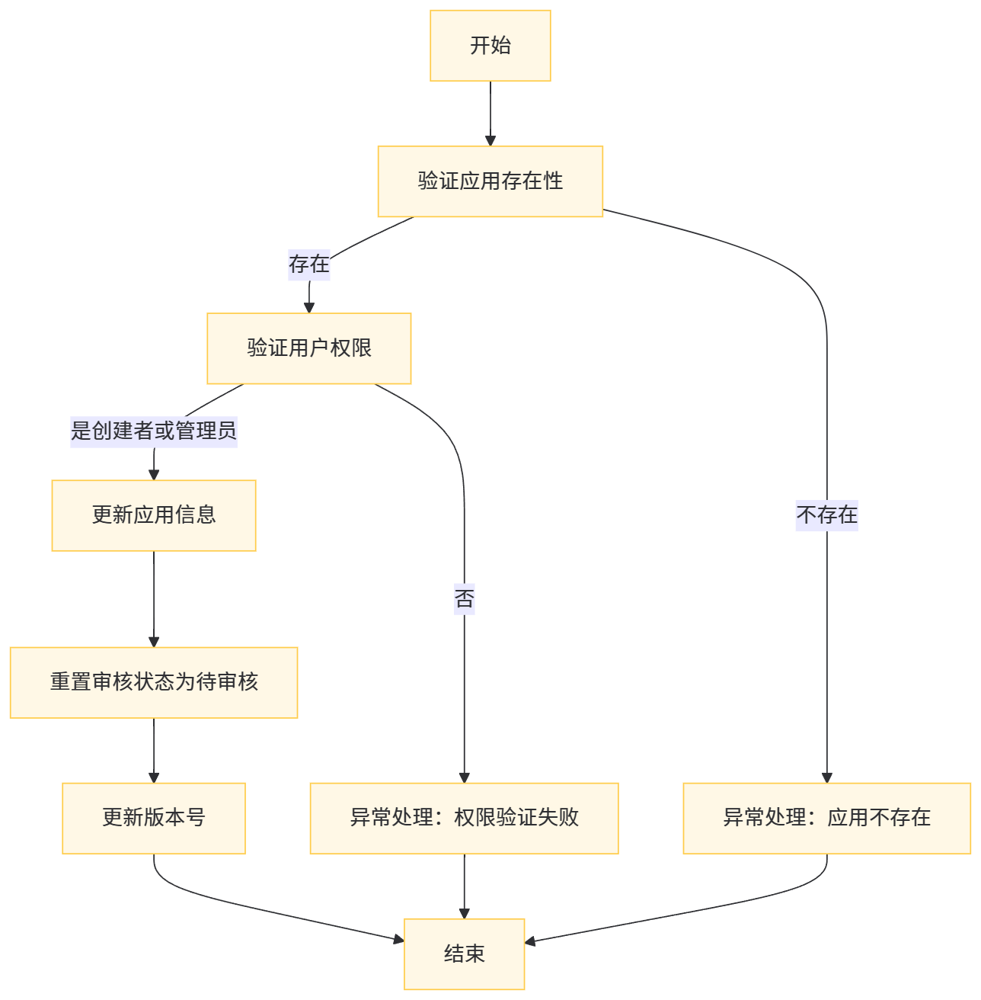 开始
验证应用存在性
存在
验证用户权限
是创建者或管理员
更新应用信息
不存在
否
重置审核状态为待审核
更新版本号
异常处理：权限验证失败
异常处理：应用不存在
结束